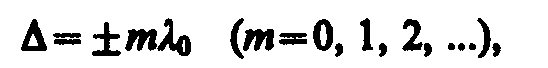 Δ = ±mλ₀ (m=0, 1, 2, ...),